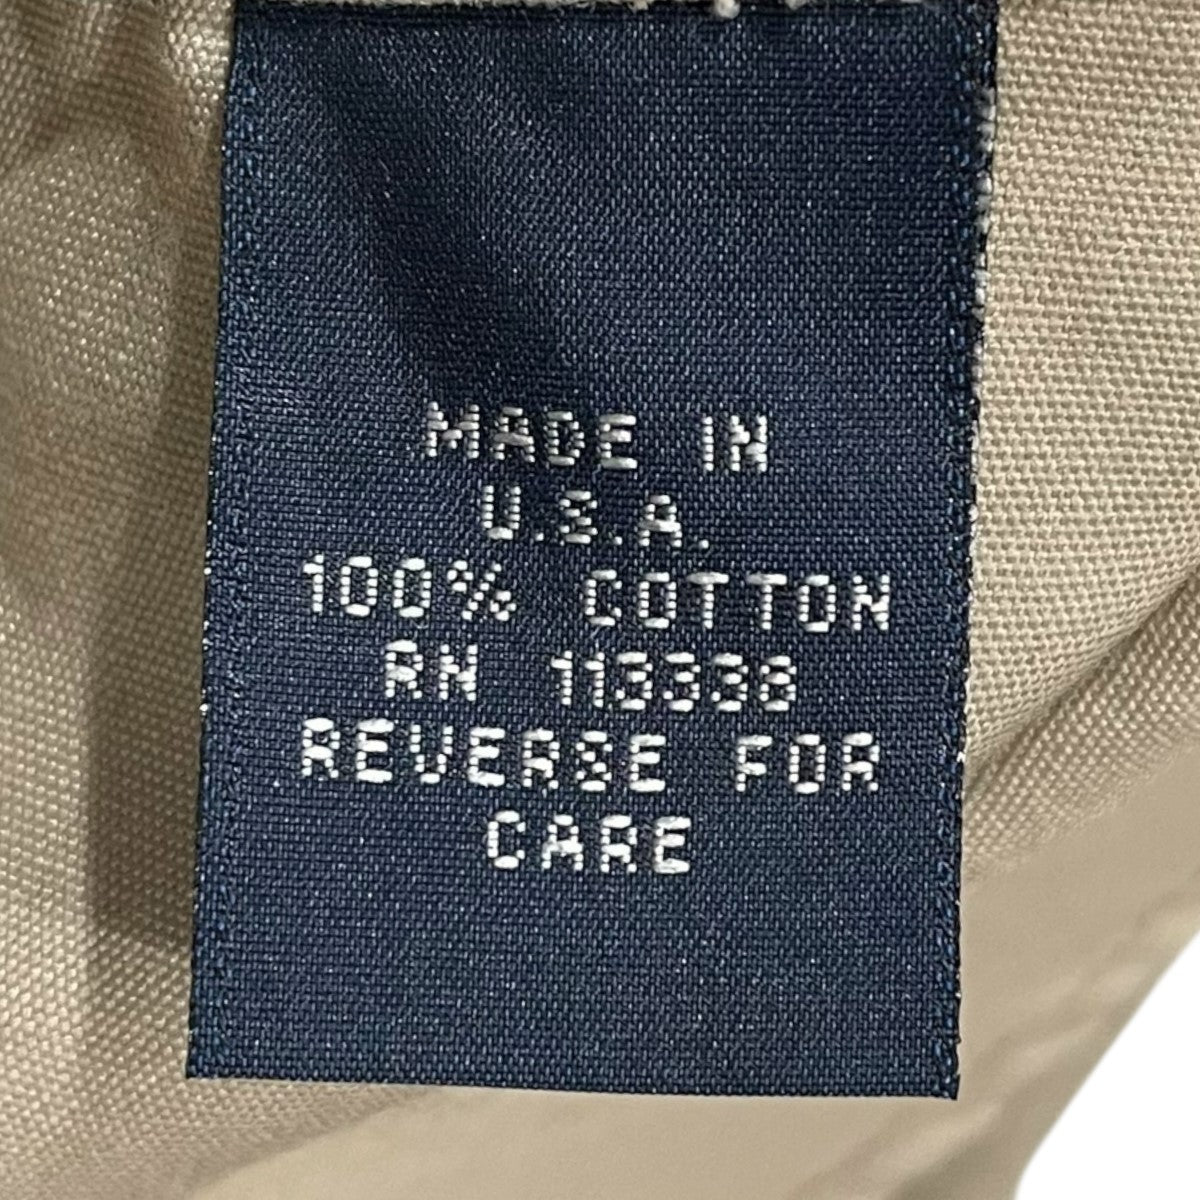 MADE IN
U.S.A.
100% COTTON
RN 113338
REVERSE FOR
CARE